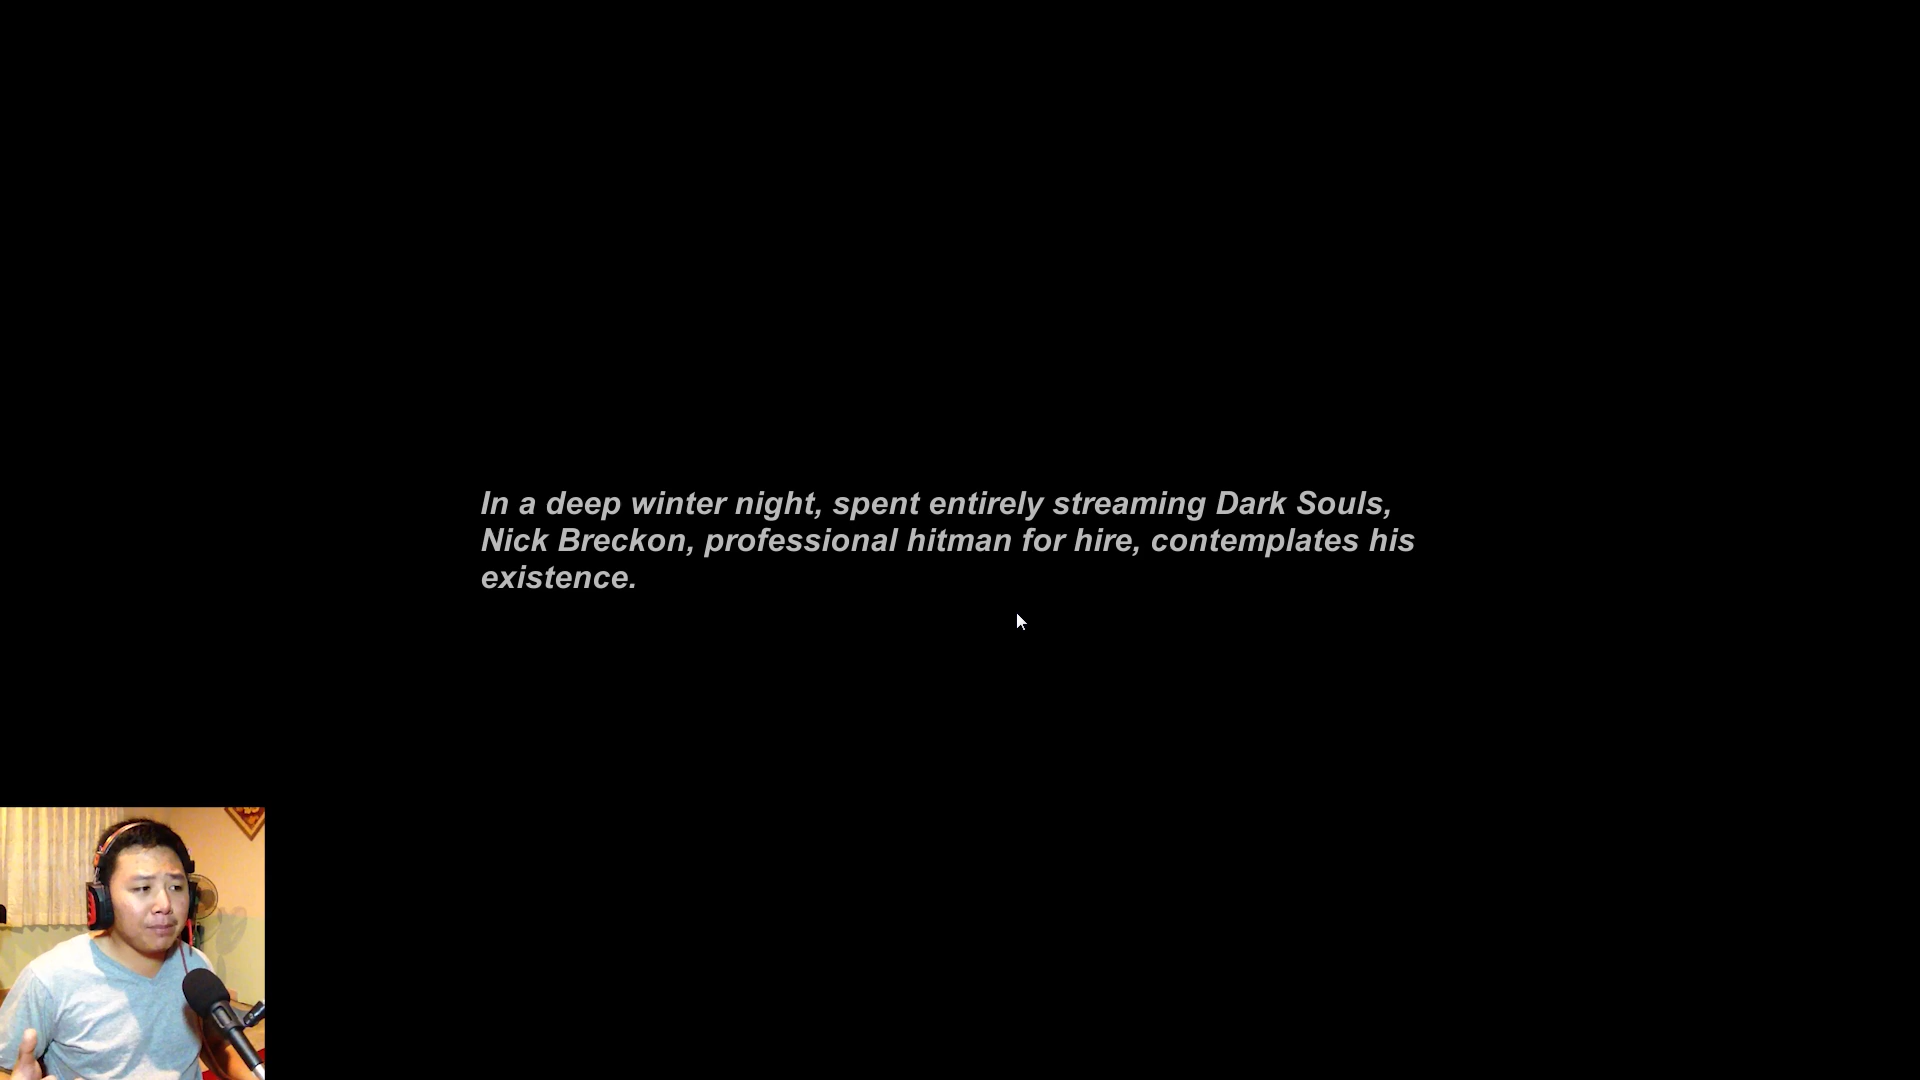 In a deep winter night, spent entirely streaming Dark Souls,
Nick Breckon, professional hitman for hire, contemplates his
existence.